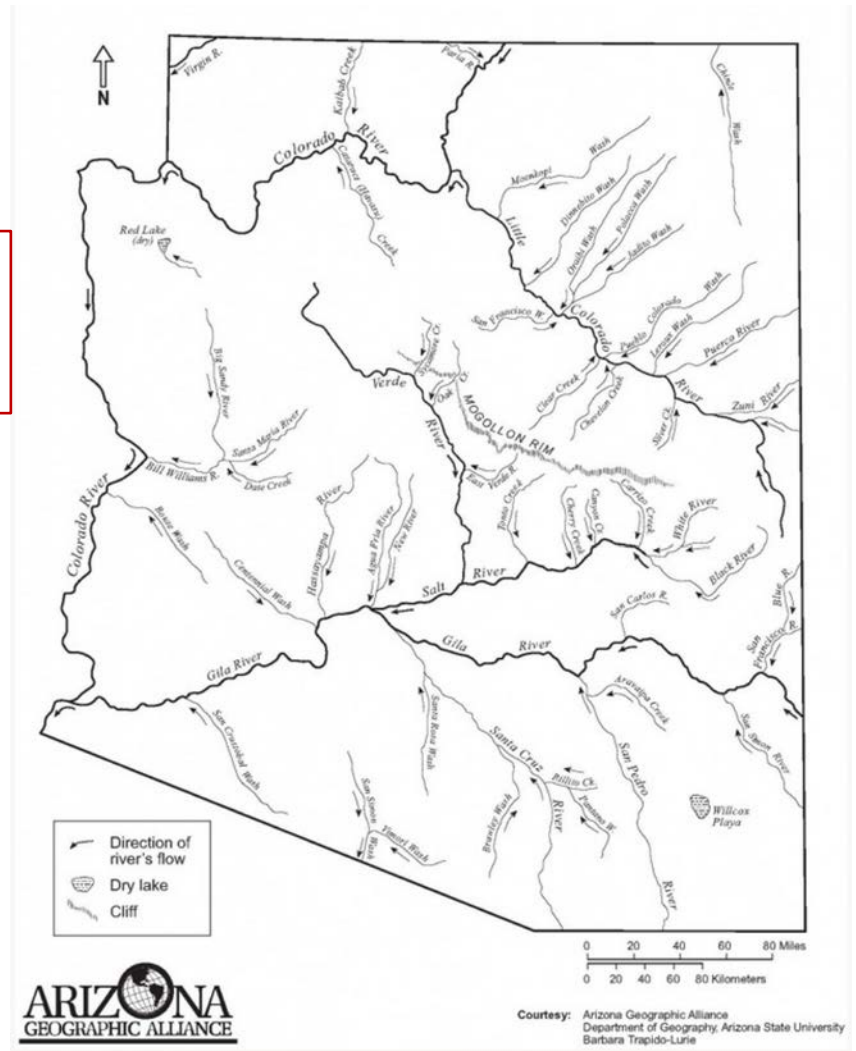 N
Virgin R.
Kaibab Creek
Paria R.
Chinle
Wash
Colorado
River
Cataract (Havasu)
Creek
Moenkopi
Wash
Dinnebito Wash
Oraibi Wash
Polacca Wash
Jadito Wash
Little
Colorado
River
Red Lake
(dry)
San Francisco W.
Pueblo
Colorado
Wash
Leroux Wash
Puerco River
Zuni River
Big Sandy River
Santa Maria River
Bill Williams R.
Date Creek
Sycamore Cr.
Verde
River
Oak
Cr.
MOGOLLON RIM
Clear Creek
Chevelon Creek
Silver Ck.
East
Verde R.
Tonto Creek
Cherry Creek
Canyon Cr.
Carrizo Creek
White River
Black River
Colorado River
Bouse Wash
Centennial Wash
Hassayampa
River
Agua Fria River
New River
Salt
River
San Carlos R.
Blue R.
San
Francisco R.
Gila River
Gila
River
Aravaipa Creek
San Simon River
San Cristobal Wash
Santa Rosa Wash
Santa Cruz
River
Rillito Ck.
Pantano W.
Brawley Wash
San Pedro
River
Willcox
Playa
San Simon
Wash
Vamori Wash
Direction of
river's flow
Dry lake
Cliff
0 20 40 60 80 Miles
0 20 40 60 80 Kilometers
ARIZONA
GEOGRAPHIC ALLIANCE
Courtesy: Arizona Geographic Alliance
Department of Geography, Arizona State University
Barbara Trapido-Lurie